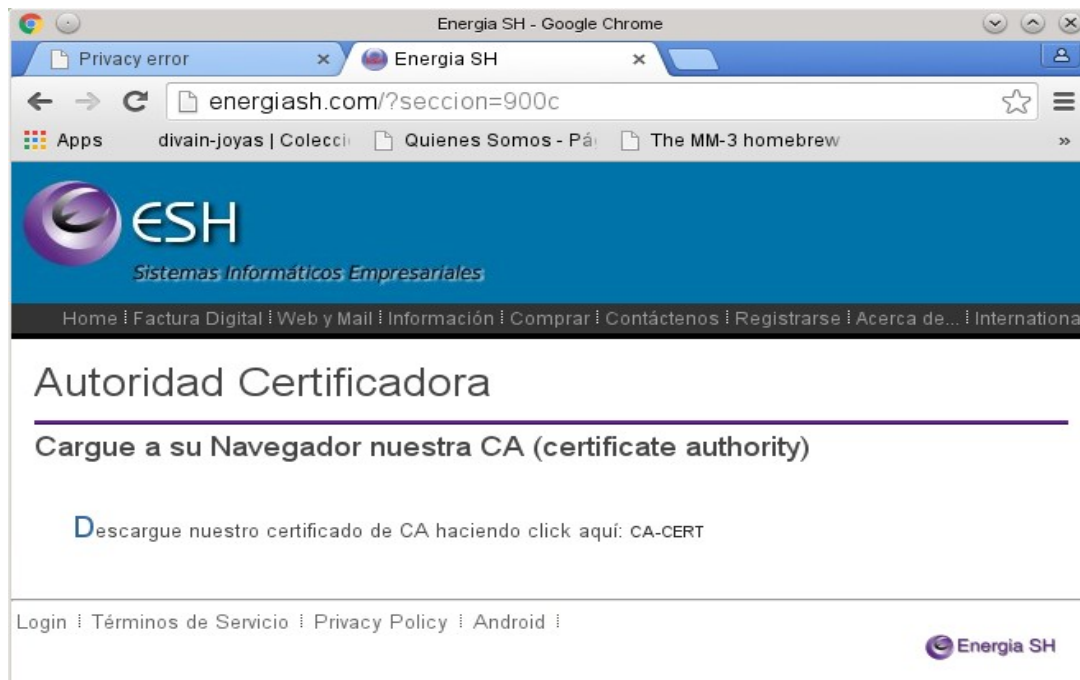 Energia SH - Google Chrome
Privacy error
Energia SH
energiash.com/?seccion=900c
Apps divain-joyas | Colecci Quienes Somos - Pá The MM-3 homebrew »
ESH
Sistemas Informáticos Empresariales
Home Factura Digital Web y Mail Información Comprar Contáctenos Registrarse Acerca de... Internationa
Autoridad Certificadora
Cargue a su Navegador nuestra CA (certificate authority)
Descargue nuestro certificado de CA haciendo click aquí: CA-CERT
Login Términos de Servicio Privacy Policy Android
Energia SH